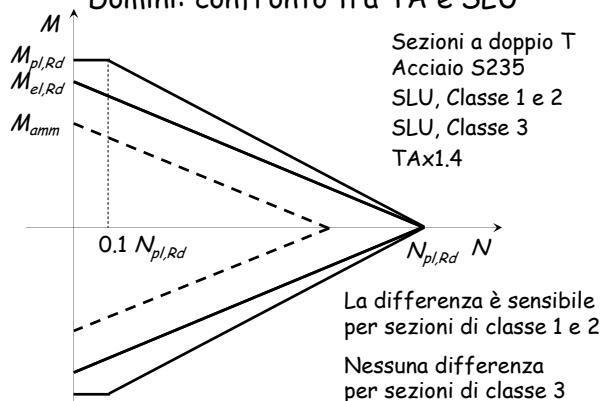 Domini: confronto tra TA e SLU
M
M_pl,Rd
M_el,Rd
M_amm
Sezioni a doppio T
Acciaio S235
SLU, Classe 1 e 2
SLU, Classe 3
TAx1.4
0.1 N_pl,Rd
N_pl,Rd
N
La differenza è sensibile
per sezioni di classe 1 e 2
Nessuna differenza
per sezioni di classe 3